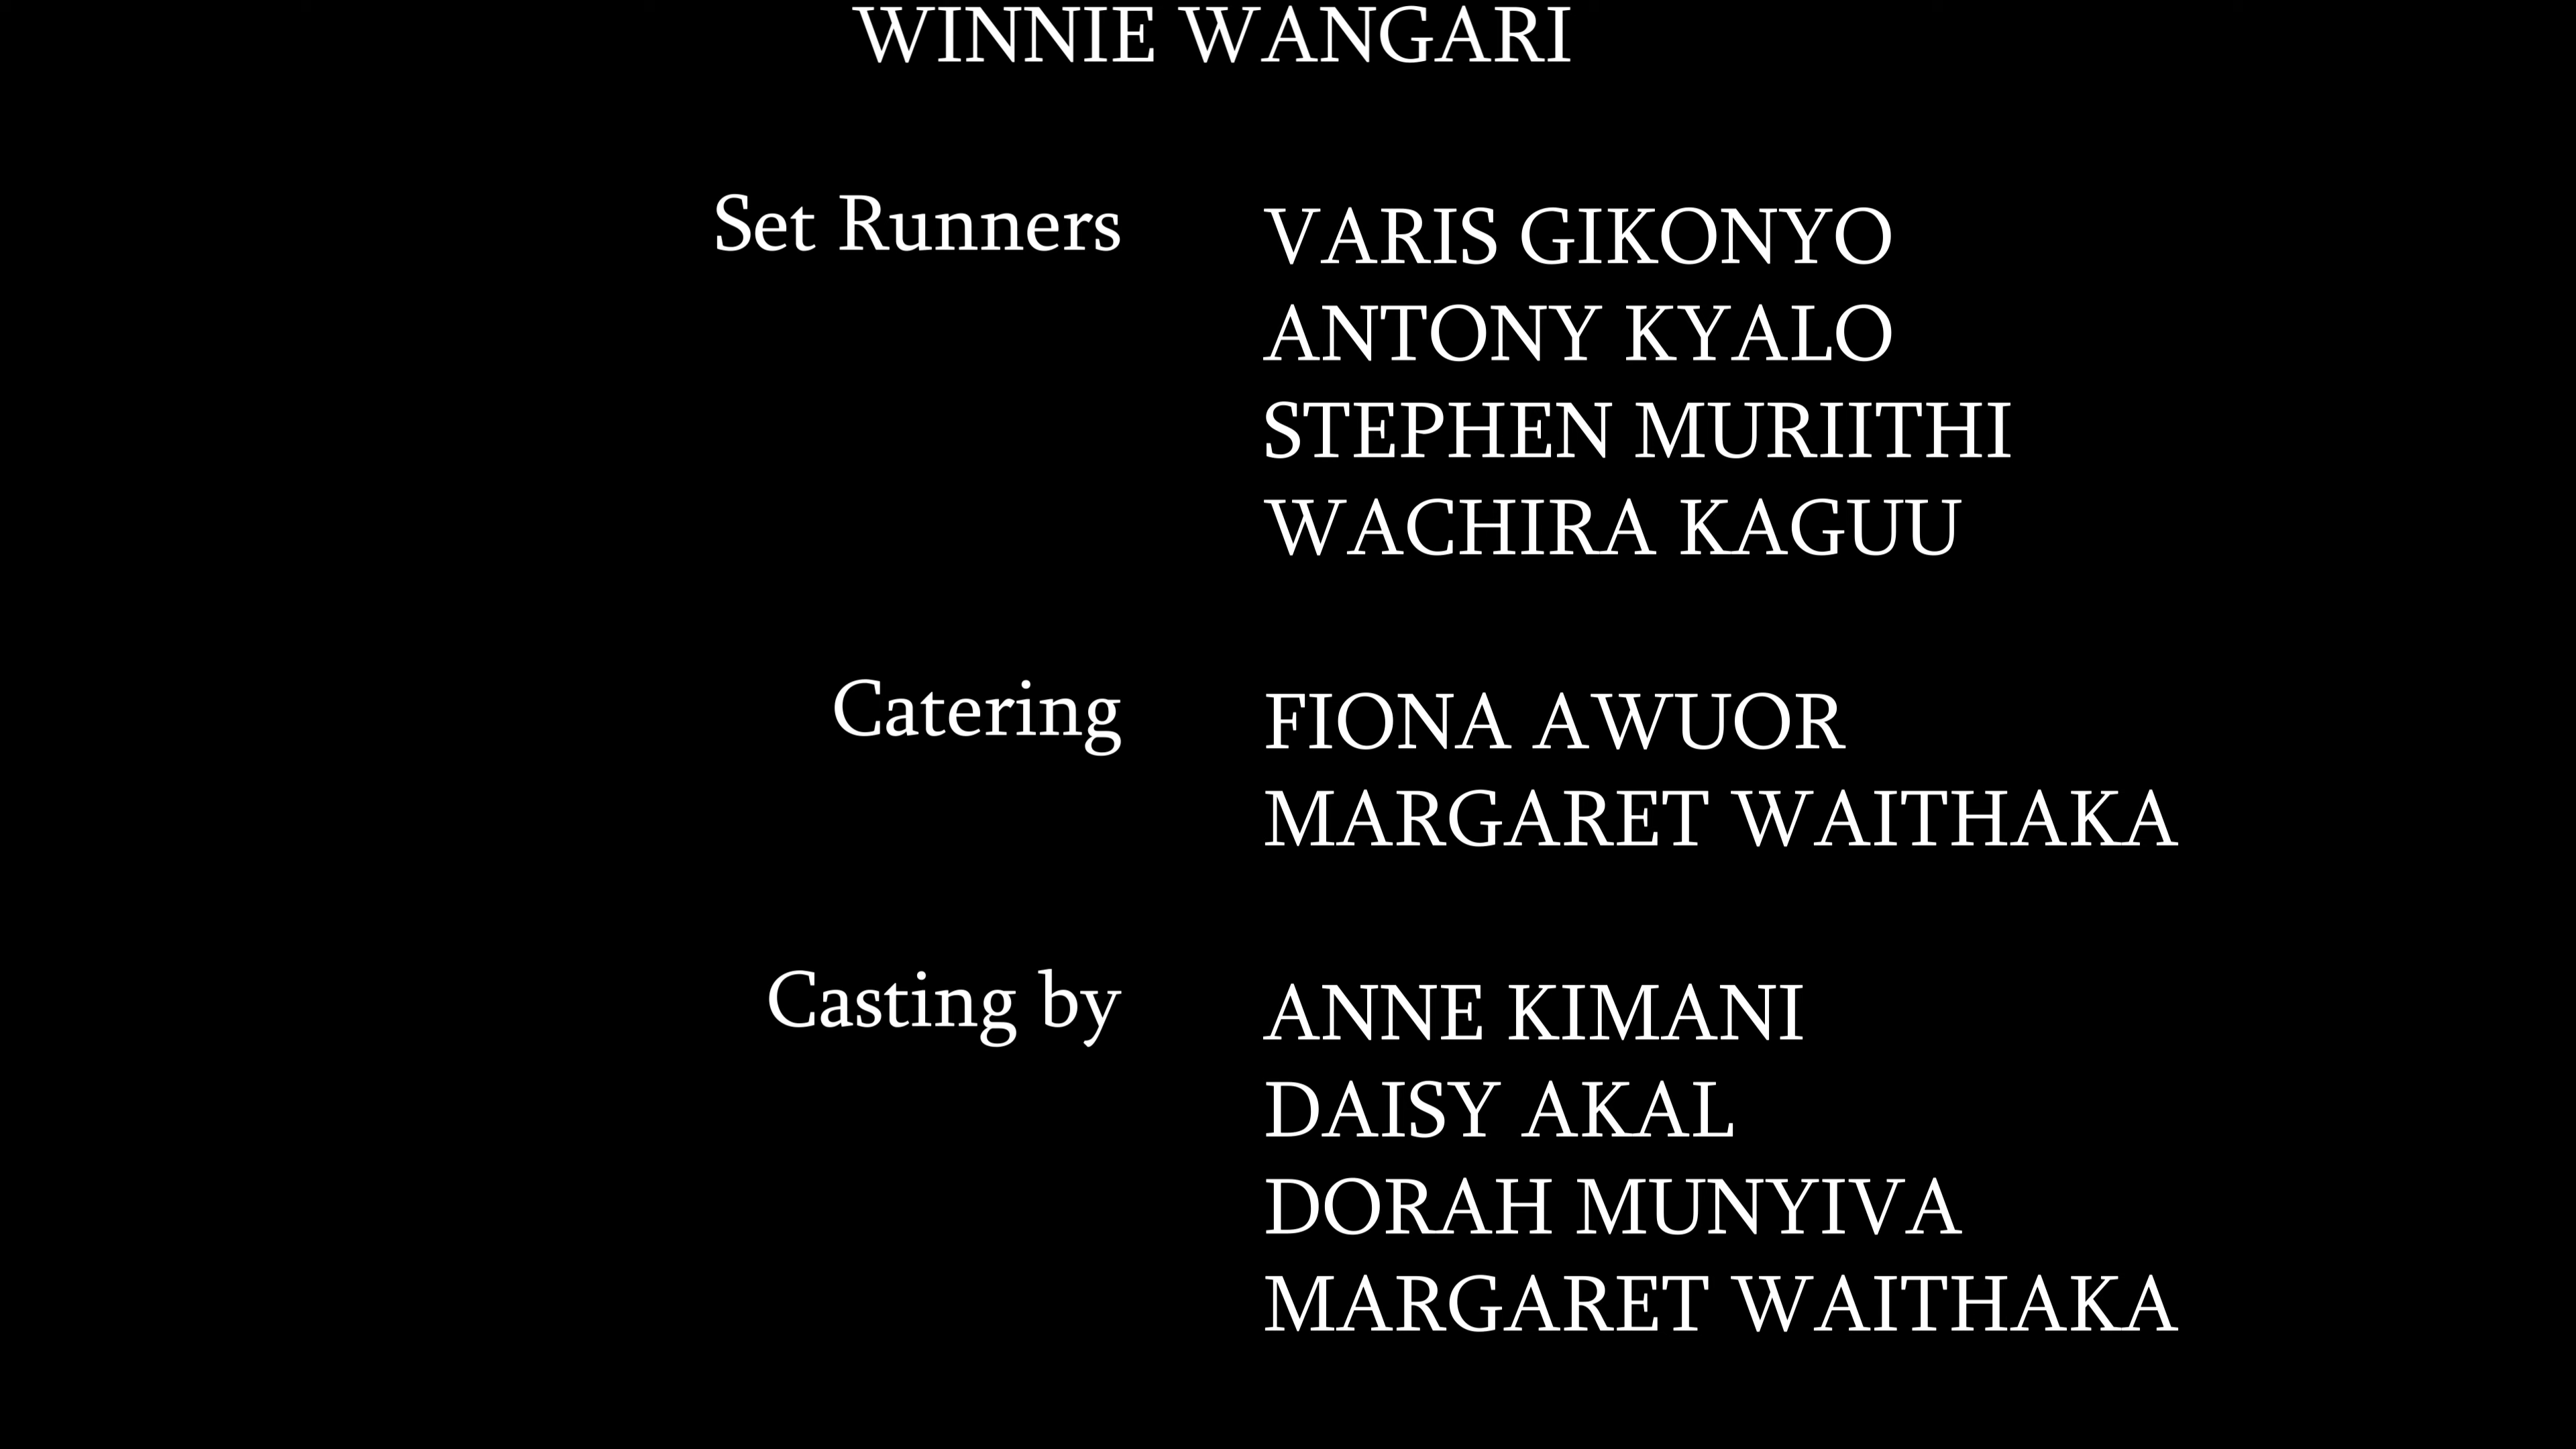 WINNIE WANGARI
Set Runners VARIS GIKONYO
ANTONY KYALO
STEPHEN MURIITHI
WACHIRA KAGUU
Catering FIONA AWUOR
MARGARET WAITHAKA
Casting by ANNE KIMANI
DAISY AKAL
DORAH MUNYIVA
MARGARET WAITHAKA